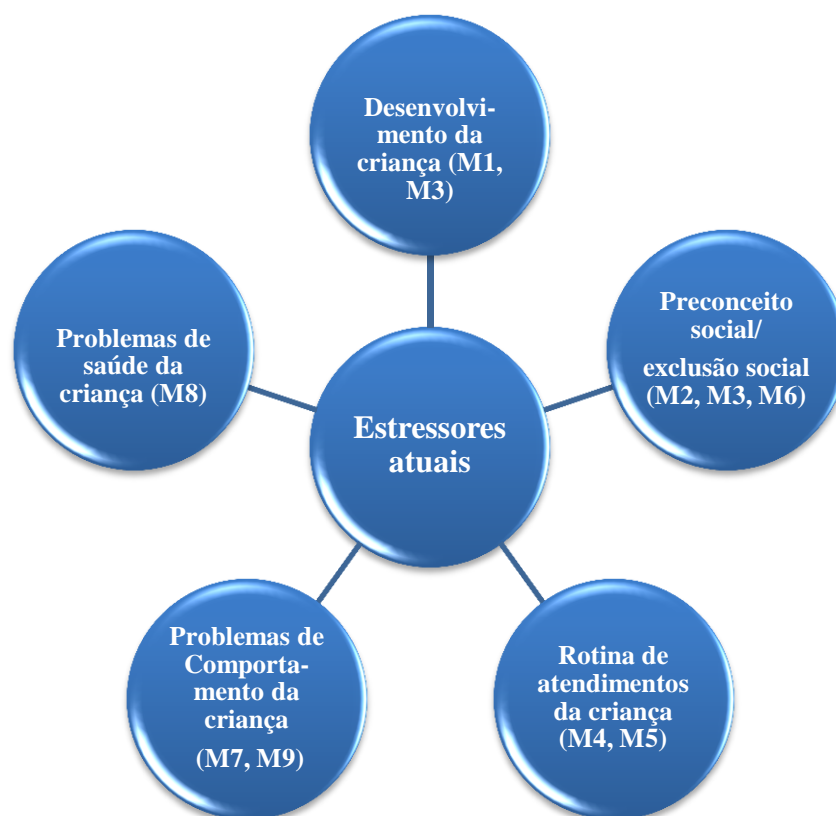 Desenvolvi-
mento da
criança (M1,
M3)
Preconceito
social/
exclusão social
(M2, M3, M6)
Problemas de
saúde da
criança (M8)
Estressores
atuais
Problemas de
Comporta-
mento da
criança
(M7, M9)
Rotina de
atendimentos
da criança
(M4, M5)